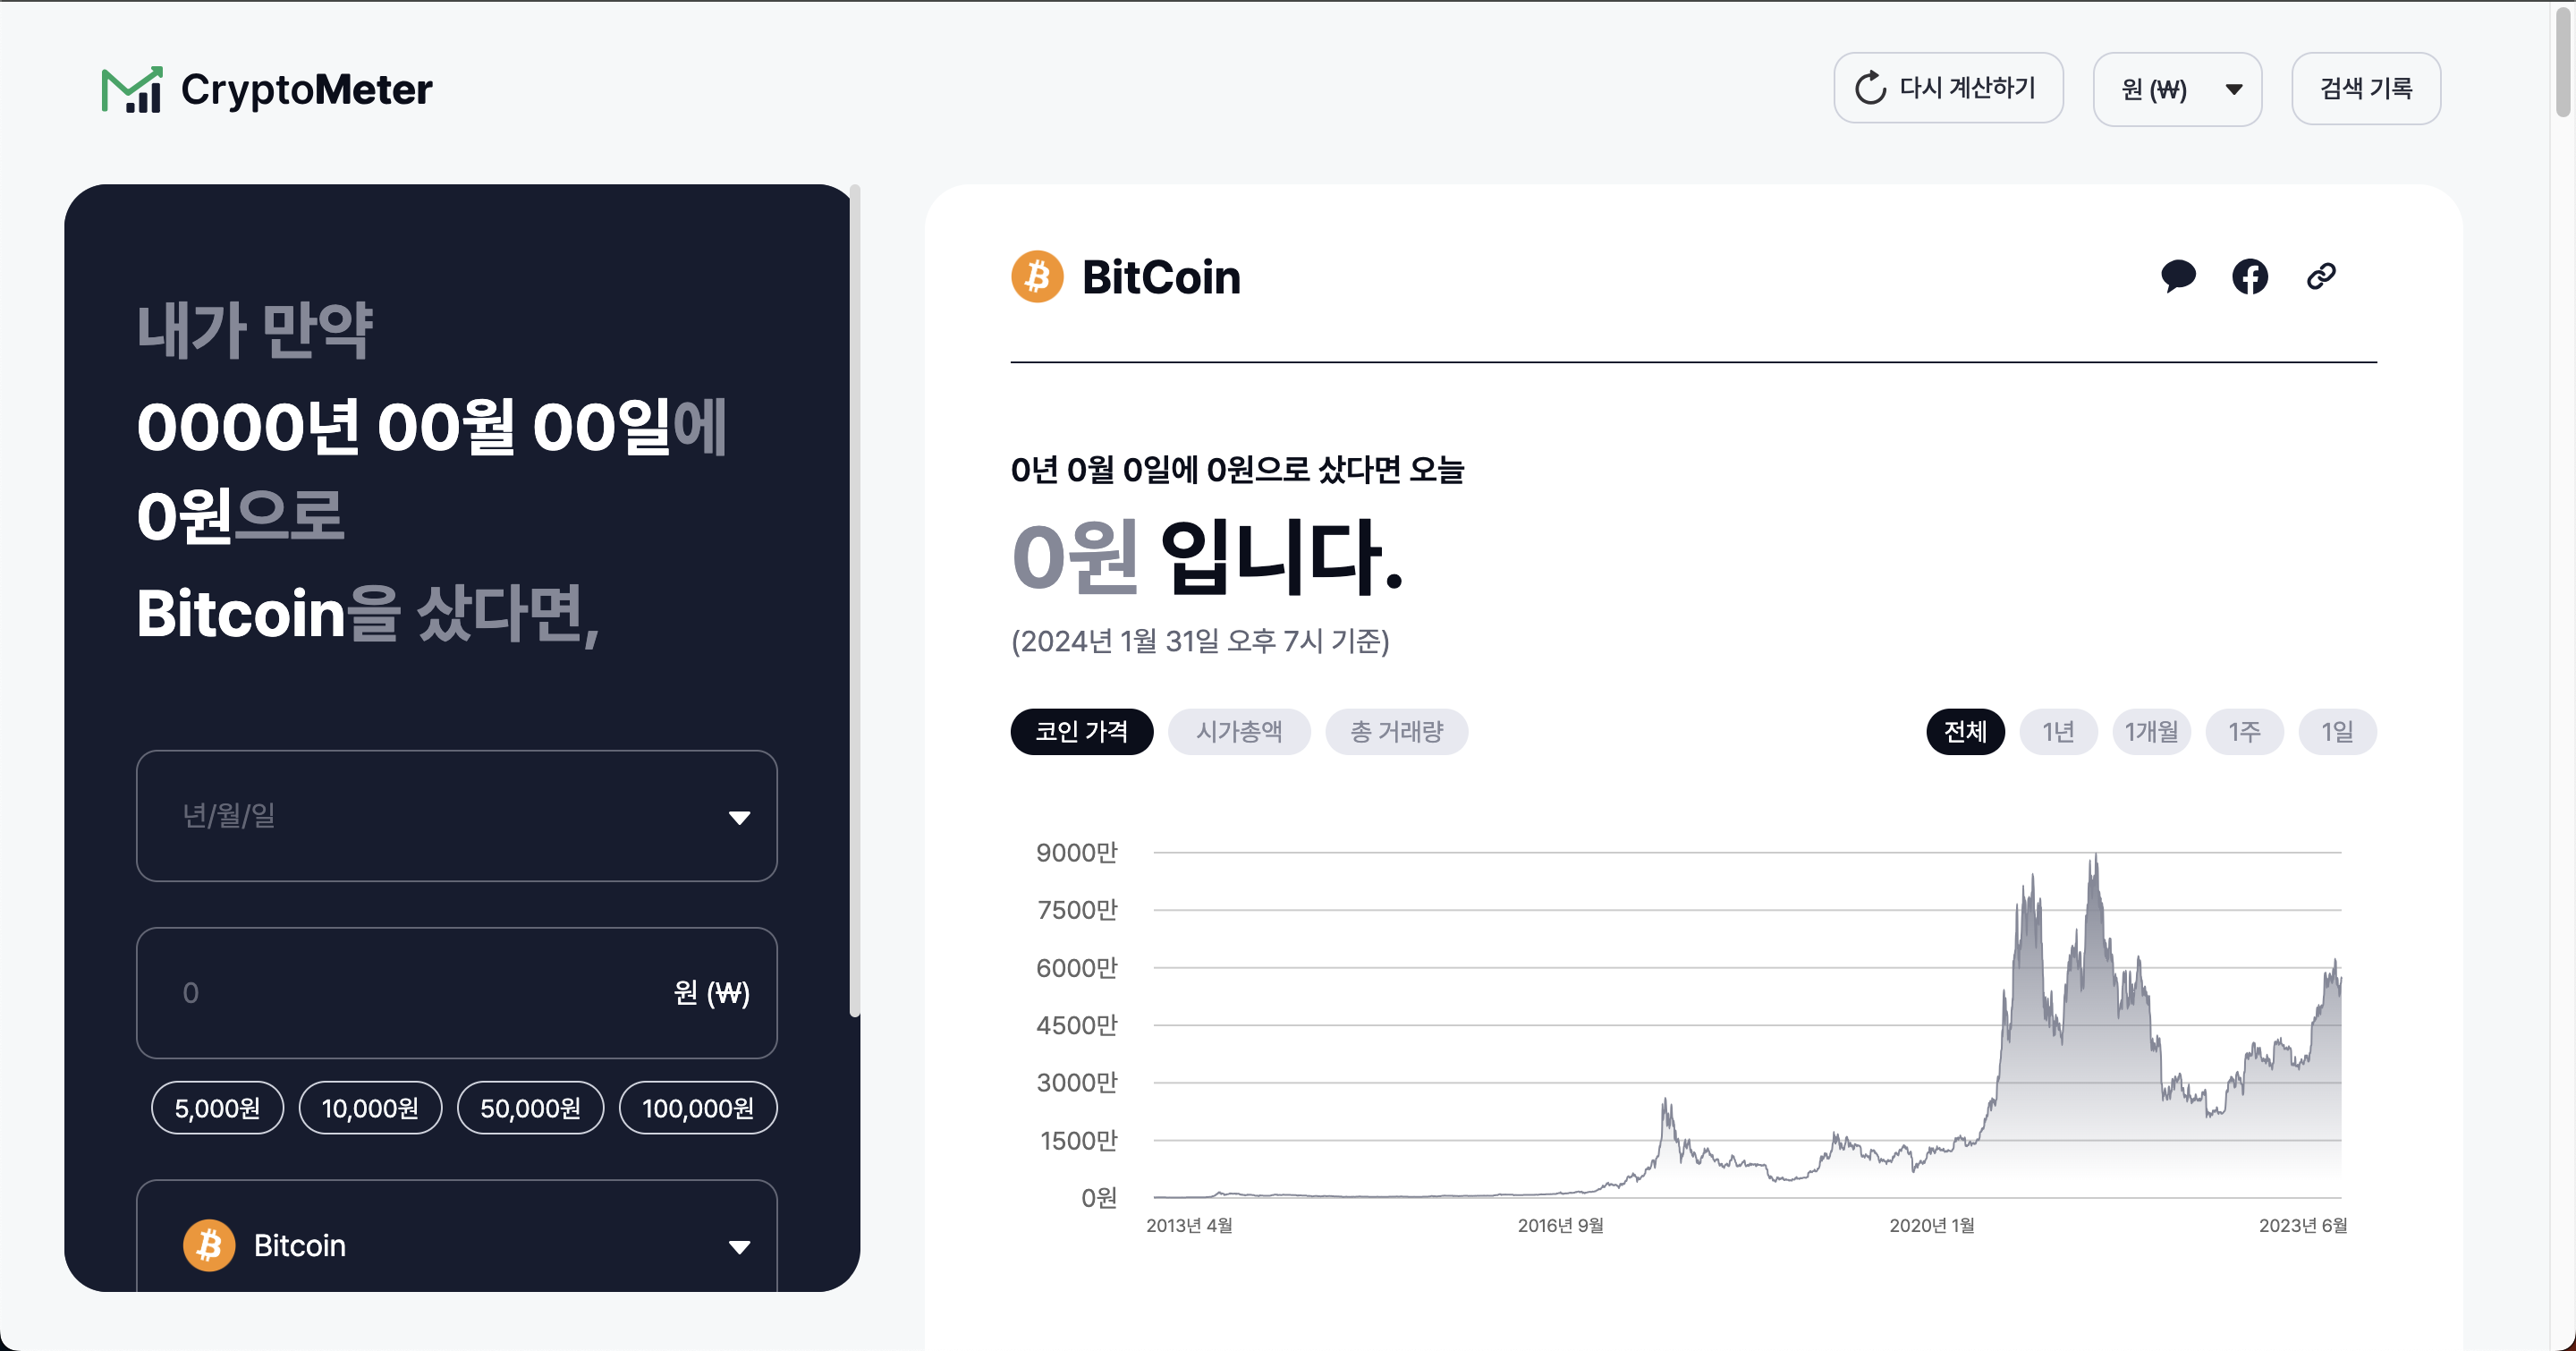 CryptoMeter
다시 계산하기
원 (₩)
검색 기록
내가 만약
0000년 00월 00일에
0원으로
Bitcoin을 샀다면,
년/월/일
0
원 (₩)
5,000원
10,000원
50,000원
100,000원
Bitcoin
BitCoin
0년 0월 0일에 0원으로 샀다면 오늘
0원 입니다.
(2024년 1월 31일 오후 7시 기준)
코인 가격
시가총액
총 거래량
전체
1년
1개월
1주
1일
9000만
7500만
6000만
4500만
3000만
1500만
0원
2013년 4월
2016년 9월
2020년 1월
2023년 6월